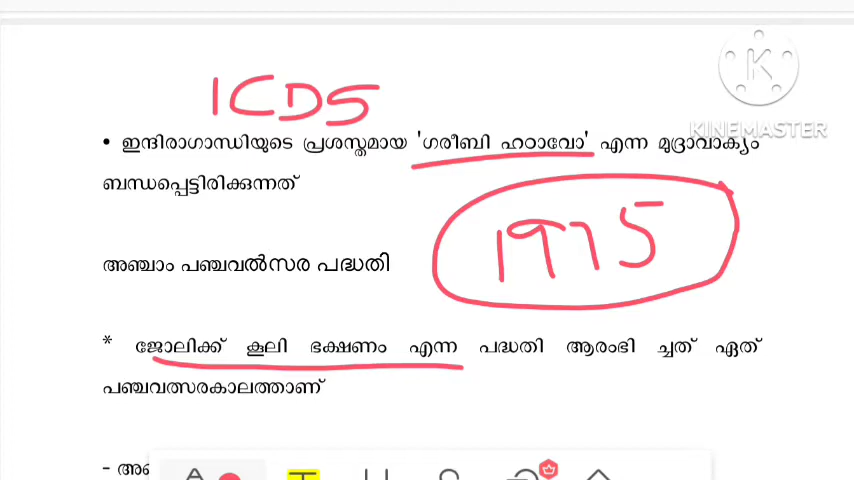 ICDS
KINEMASTER
• ഇന്ദിരാഗാന്ധിയുടെ പ്രശസ്തമായ 'ഗരീബി ഹഠാവോ' എന്ന മുദ്രാവാക്യം
ബന്ധപ്പെട്ടിരിക്കുന്നത്
1975
അഞ്ചാം പഞ്ചവൽസര പദ്ധതി
* ജോലിക്ക് കൂലി ഭക്ഷണം എന്ന പദ്ധതി ആരംഭി ച്ചത് ഏത്
പഞ്ചവത്സരകാലത്താണ്